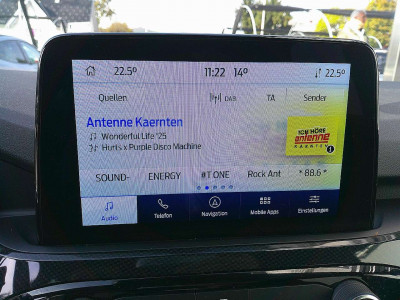 22.5° 11:22 14° 22.5°
Quellen DAB TA Sender
Antenne Kaernten
Wonderful Life '25
Hurts x Purple Disco Machine
ICH HÖRE
antenne
KÄRNTEN
SOUND- ENERGY #T ONE Rock Ant *88.6*
Audio Telefon Navigation Mobile Apps Einstellungen